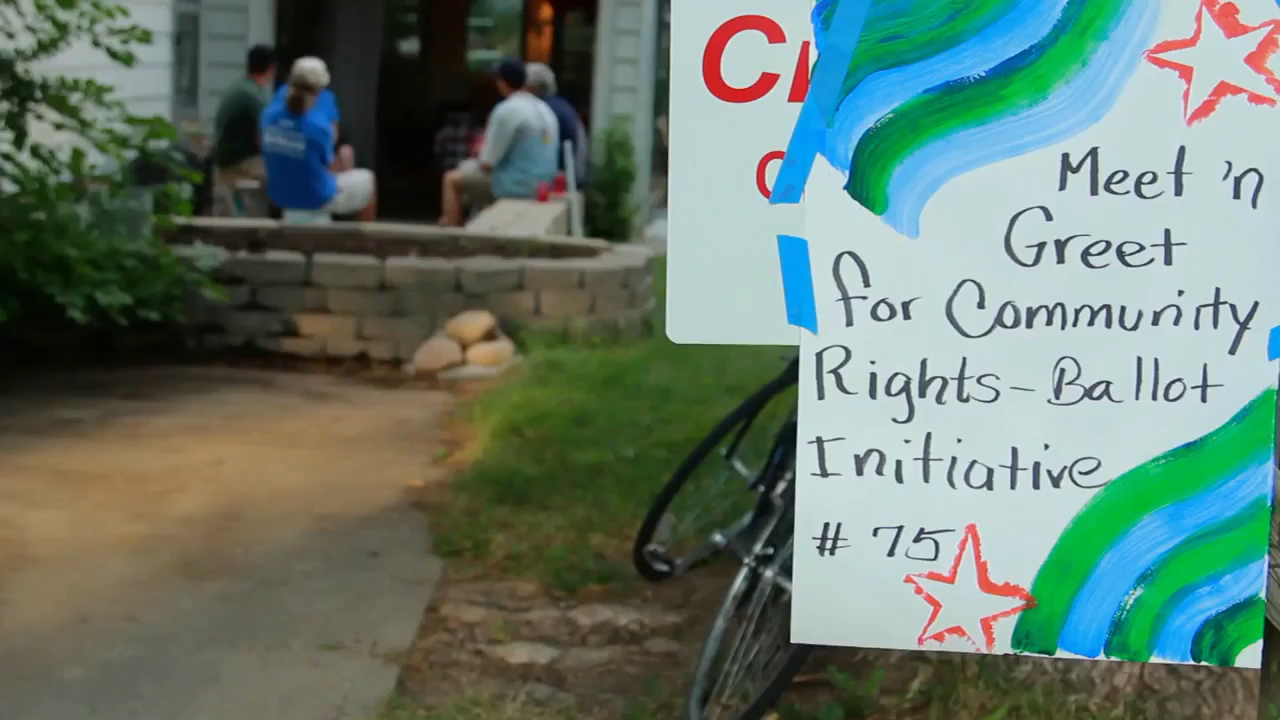 Meet 'n
Greet
for Community
Rights-Ballot
Initiative
# 75